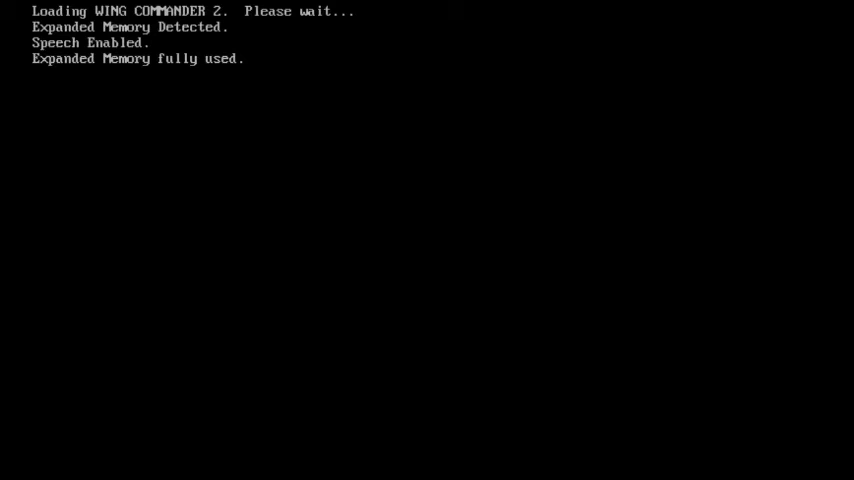 Loading WING COMMANDER 2.  Please wait...
Expanded Memory Detected.
Speech Enabled.
Expanded Memory fully used.